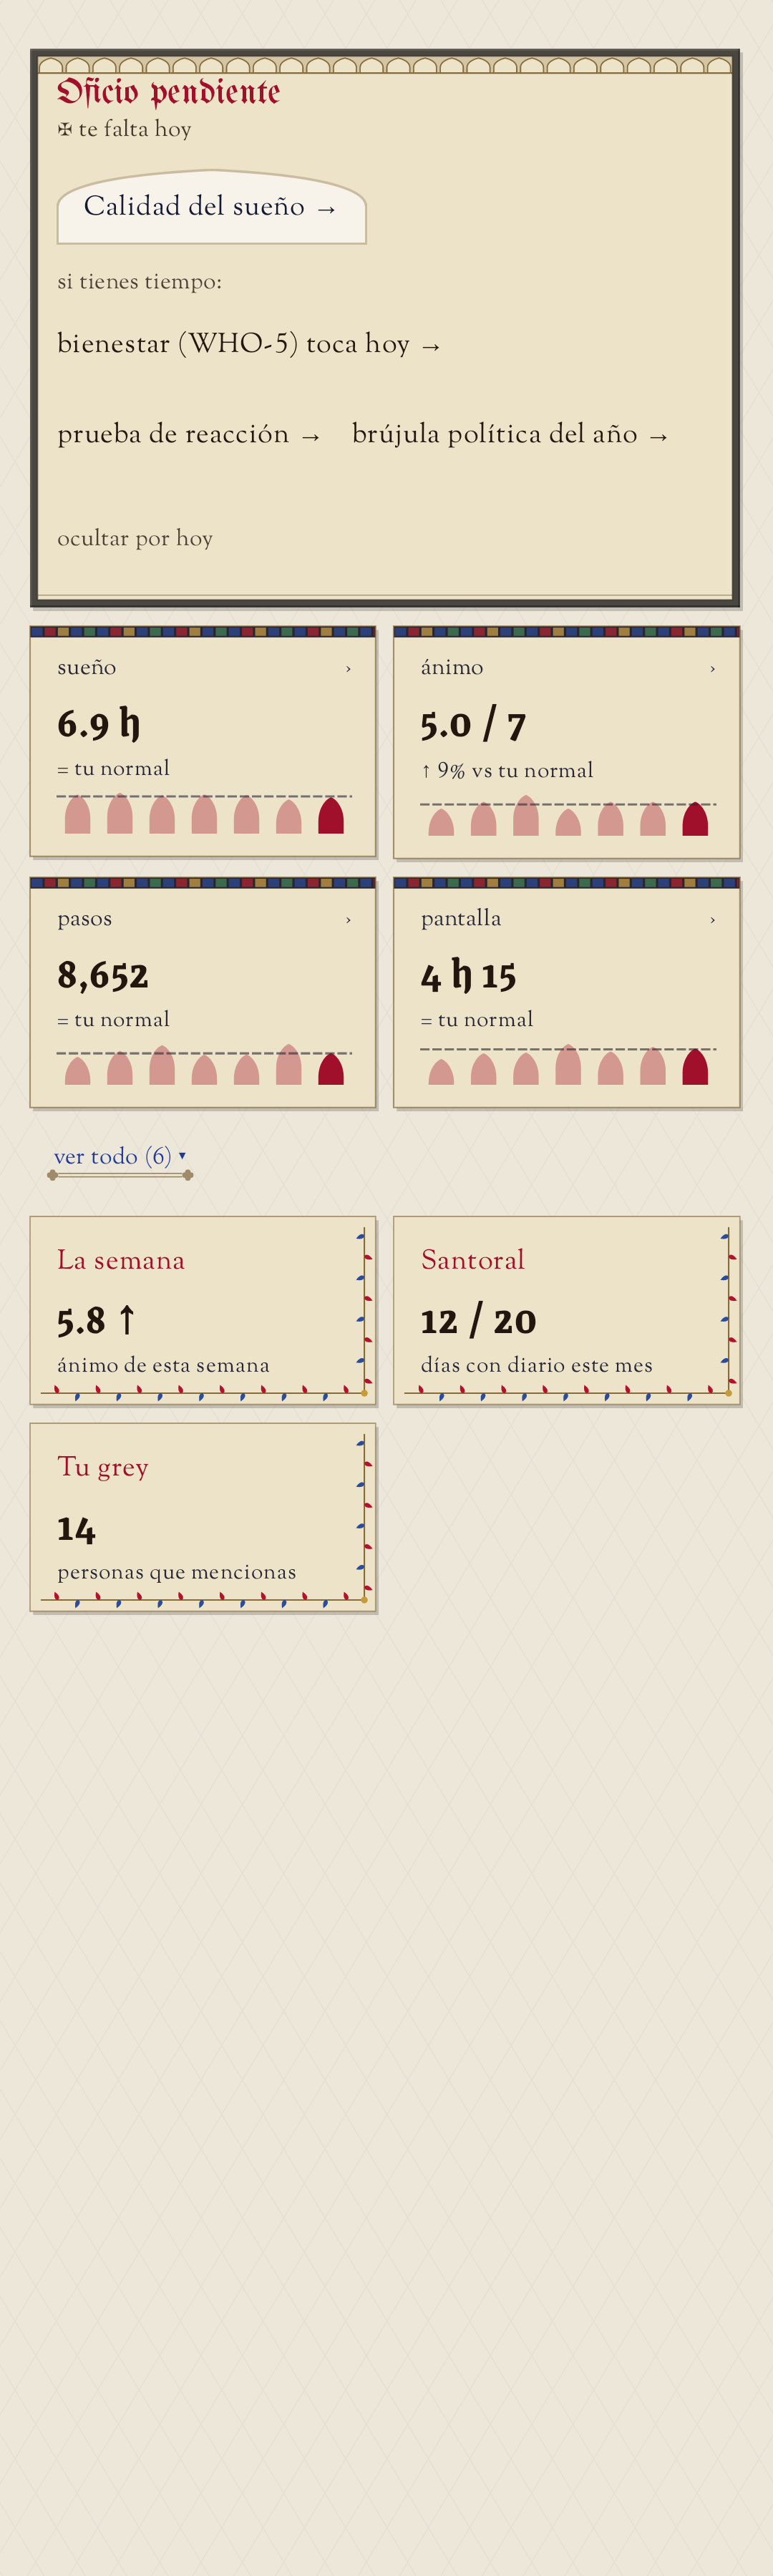 Oficio pendiente
✠ te falta hoy
Calidad del sueño →
si tienes tiempo:
bienestar (WHO-5) toca hoy →
prueba de reacción → brújula política del año →
ocultar por hoy
sueño ›
6.9 h
= tu normal
ánimo ›
5.0 / 7
↑ 9% vs tu normal
pasos ›
8,652
= tu normal
pantalla ›
4 h 15
= tu normal
ver todo (6) ▾
La semana
5.8 ↑
ánimo de esta semana
Santoral
12 / 20
días con diario este mes
Tu grey
14
personas que mencionas